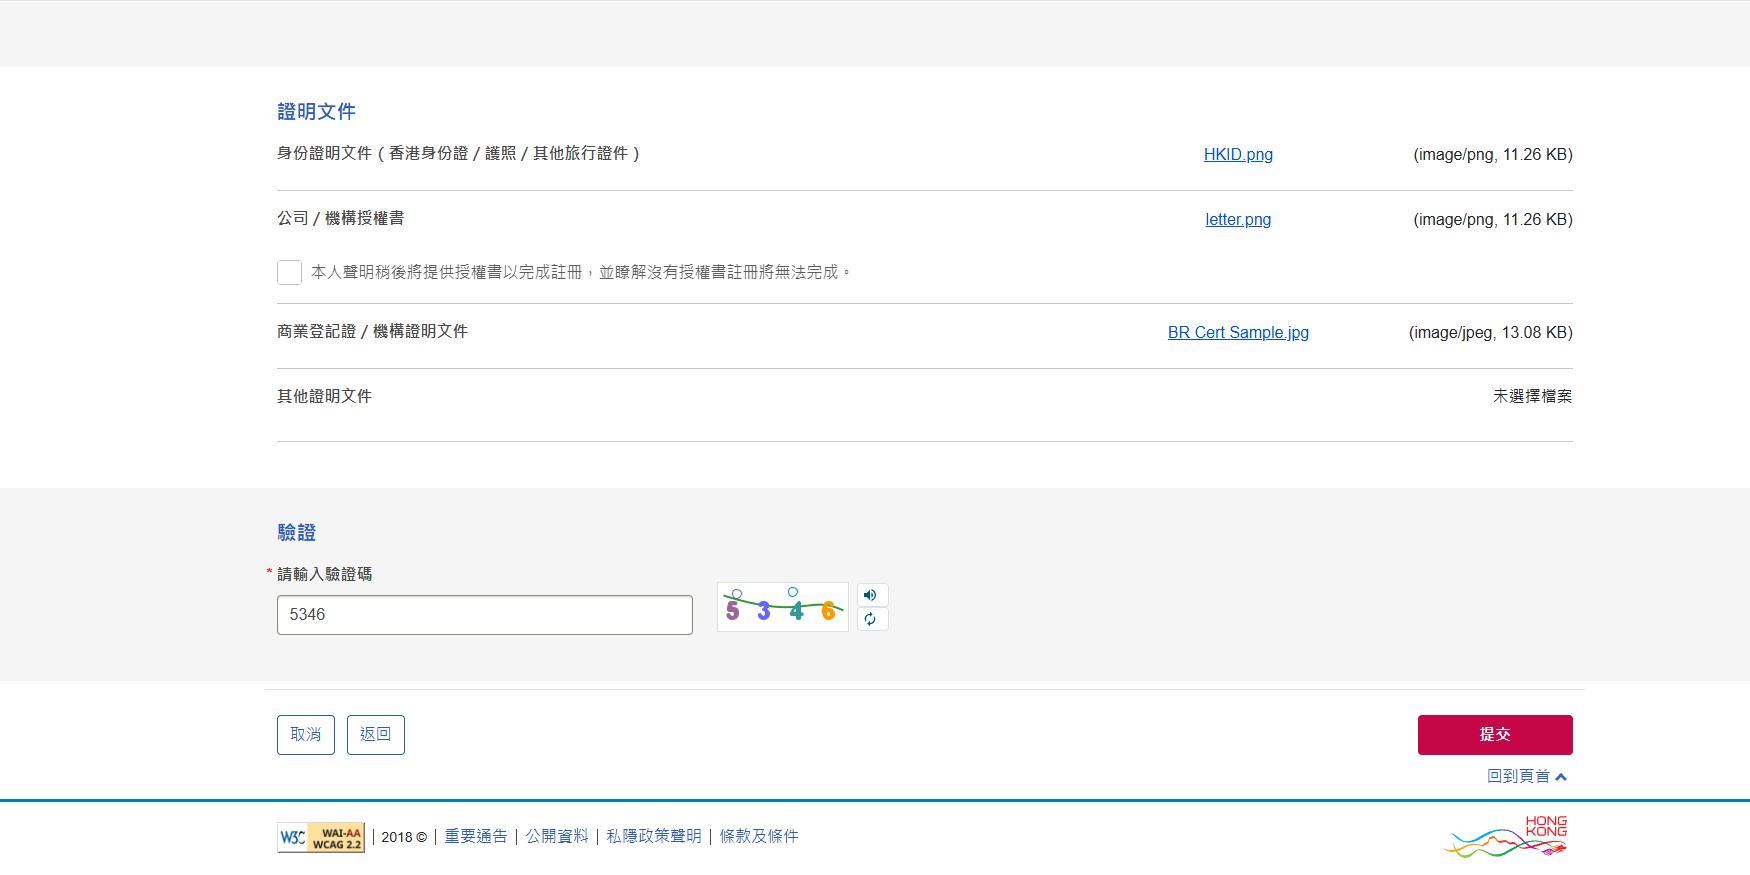 證明文件
身份證明文件 ( 香港身份證 / 護照 / 其他旅行證件 ) HKID.png (image/png, 11.26 KB)
公司 / 機構授權書 letter.png (image/png, 11.26 KB)
本人聲明稍後將提供授權書以完成註冊，並瞭解沒有授權書註冊將無法完成。
商業登記證 / 機構證明文件 BR Cert Sample.jpg (image/jpeg, 13.08 KB)
其他證明文件 未選擇檔案
驗證
* 請輸入驗證碼
5346 5 3 4 6
取消 返回 提交
回到頁首
W3C WAI-AA WCAG 2.2 | 2018 © | 重要通告 | 公開資料 | 私隱政策聲明 | 條款及條件
HONG
KONG